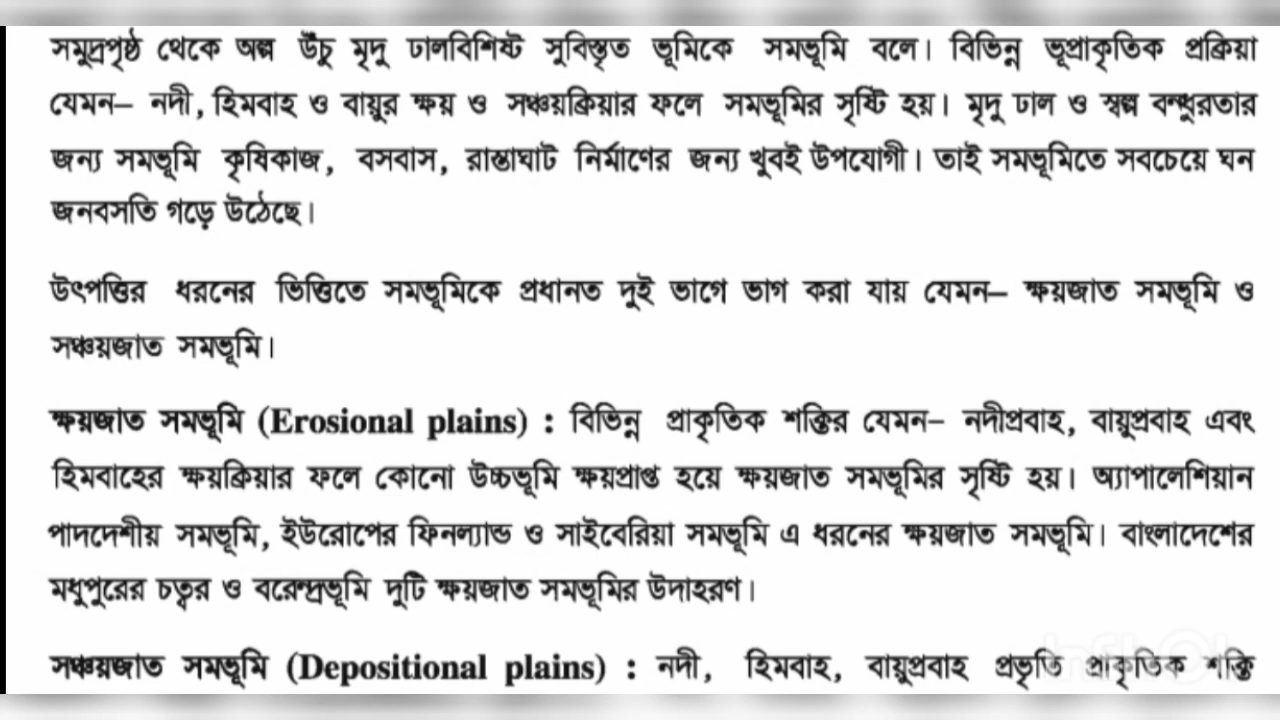 সমুদ্রপৃষ্ঠ থেকে অল্প উঁচু মৃদু ঢালবিশিষ্ট সুবিস্তৃত ভূমিকে সমভূমি বলে। বিভিন্ন ভূপ্রাকৃতিক প্রক্রিয়া
যেমন– নদী, হিমবাহ ও বায়ুর ক্ষয় ও সঞ্চয়ক্রিয়ার ফলে সমভূমির সৃষ্টি হয়। মৃদু ঢাল ও স্বল্প বন্ধুরতার
জন্য সমভূমি কৃষিকাজ, বসবাস, রাস্তাঘাট নির্মাণের জন্য খুবই উপযোগী। তাই সমভূমিতে সবচেয়ে ঘন
জনবসতি গড়ে উঠেছে।
উৎপত্তির ধরনের ভিত্তিতে সমভূমিকে প্রধানত দুই ভাগে ভাগ করা যায় যেমন– ক্ষয়জাত সমভূমি ও
সঞ্চয়জাত সমভূমি।
ক্ষয়জাত সমভূমি (Erosional plains) : বিভিন্ন প্রাকৃতিক শক্তির যেমন– নদীপ্রবাহ, বায়ুপ্রবাহ এবং
হিমবাহের ক্ষয়ক্রিয়ার ফলে কোনো উচ্চভূমি ক্ষয়প্রাপ্ত হয়ে ক্ষয়জাত সমভূমির সৃষ্টি হয়। অ্যাপালেশিয়ান
পাদদেশীয় সমভূমি, ইউরোপের ফিনল্যান্ড ও সাইবেরিয়া সমভূমি এ ধরনের ক্ষয়জাত সমভূমি। বাংলাদেশের
মধুপুরের চত্বর ও বরেন্দ্রভূমি দুটি ক্ষয়জাত সমভূমির উদাহরণ।
সঞ্চয়জাত সমভূমি (Depositional plains) : নদী, হিমবাহ, বায়ুপ্রবাহ প্রভৃতি প্রাকৃতিক শক্তি